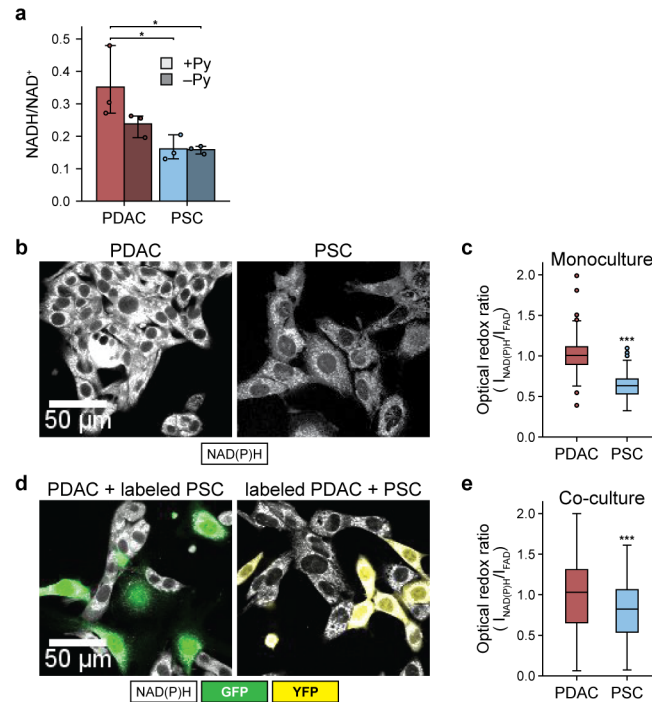 a
*
*
+Py
–Py
NADH/NAD⁺
0.5
0.4
0.3
0.2
0.1
0.0
PDAC PSC
b
PDAC PSC
50 µm
NAD(P)H
c
Monoculture
Optical redox ratio
( I_NAD(P)H/I_FAD)
2.0
1.5
1.0
0.5
0.0
***
PDAC PSC
d
PDAC + labeled PSC labeled PDAC + PSC
50 µm
NAD(P)H GFP YFP
e
Co-culture
Optical redox ratio
( I_NAD(P)H/I_FAD)
2.0
1.5
1.0
0.5
0.0
***
PDAC PSC